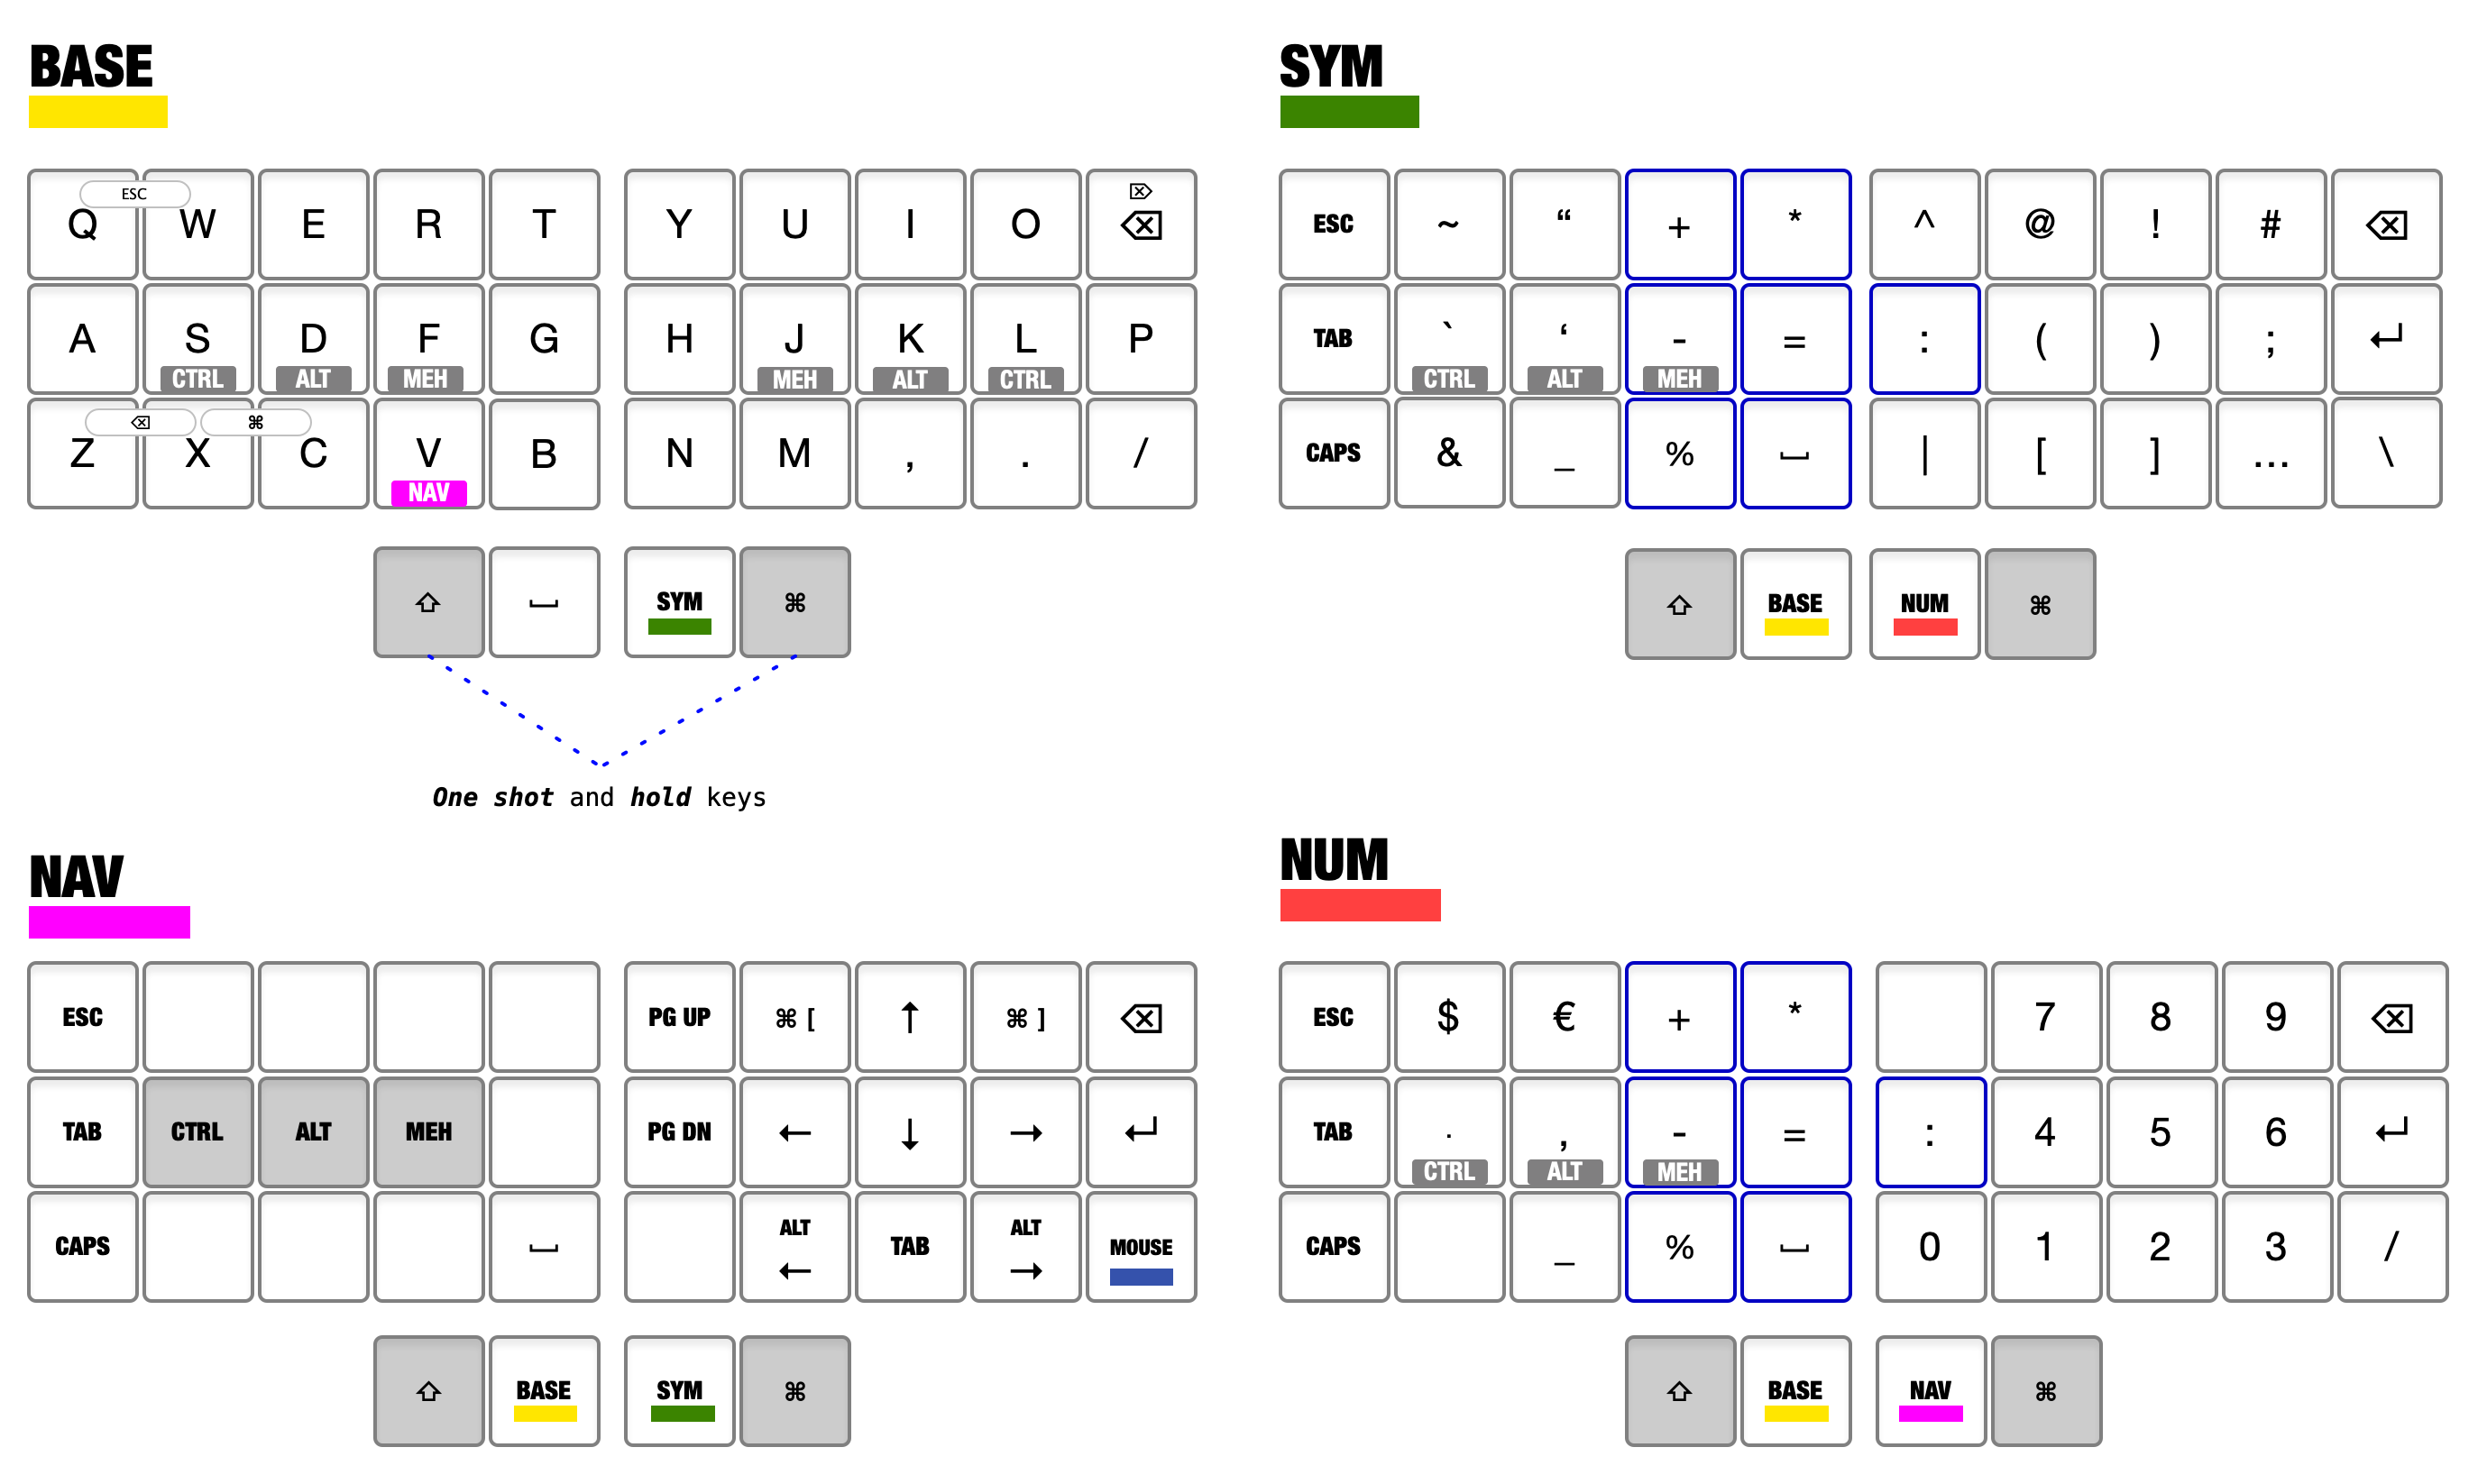 BASE
ESC
Q W E R T Y U I O ⌦ ⌫
A S D F G H J K L P
CTRL ALT MEH MEH ALT CTRL
⌫ ⌘
Z X C V B N M , . /
NAV
⇧ ⎵ SYM ⌘
One shot and hold keys
SYM
ESC ~ “ + * ^ @ ! # ⌫
TAB ` ‘ - = : ( ) ; ↵
CTRL ALT MEH
CAPS & _ % ⎵ | [ ] … \
⇧ BASE NUM ⌘
NAV
ESC PG UP ⌘ [ ↑ ⌘ ] ⌫
TAB CTRL ALT MEH PG DN ← ↓ → ↵
CAPS ⎵ ALT ← TAB ALT → MOUSE
⇧ BASE SYM ⌘
NUM
ESC $ € + * 7 8 9 ⌫
TAB . , - = : 4 5 6 ↵
CTRL ALT MEH
CAPS _ % ⎵ 0 1 2 3 /
⇧ BASE NAV ⌘